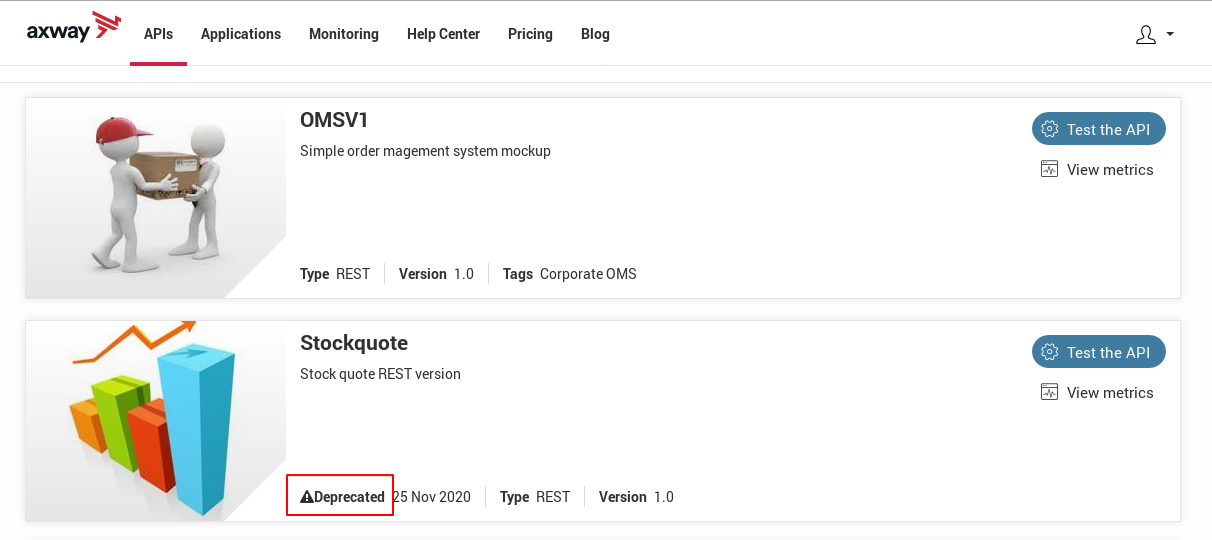 axway APIs Applications Monitoring Help Center Pricing Blog
OMSV1
Test the API
Simple order magement system mockup
View metrics
Type REST Version 1.0 Tags Corporate OMS
Stockquote
Test the API
Stock quote REST version
View metrics
Deprecated 25 Nov 2020 Type REST Version 1.0